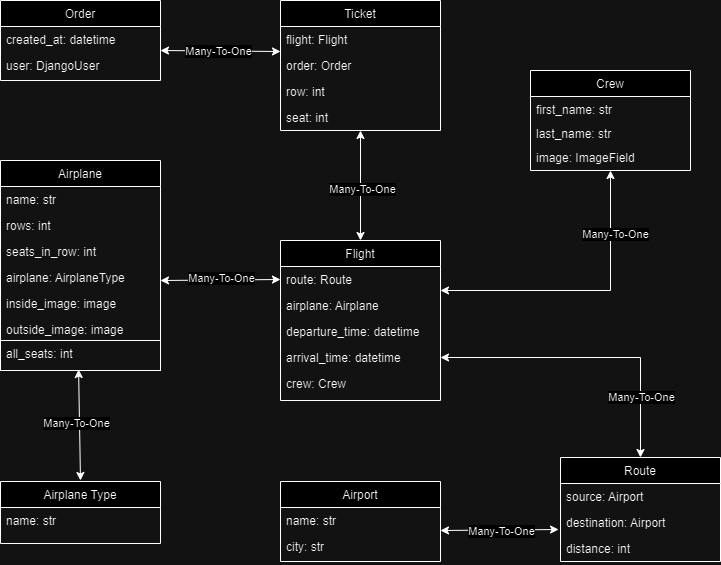 Order
created_at: datetime
user: DjangoUser
Many-To-One
Ticket
flight: Flight
order: Order
row: int
seat: int
Crew
first_name: str
last_name: str
image: ImageField
Many-To-One
Many-To-One
Airplane
name: str
rows: int
seats_in_row: int
airplane: AirplaneType
inside_image: image
outside_image: image
all_seats: int
Many-To-One
Flight
route: Route
airplane: Airplane
departure_time: datetime
arrival_time: datetime
crew: Crew
Many-To-One
Many-To-One
Airplane Type
name: str
Airport
name: str
city: str
Many-To-One
Route
source: Airport
destination: Airport
distance: int